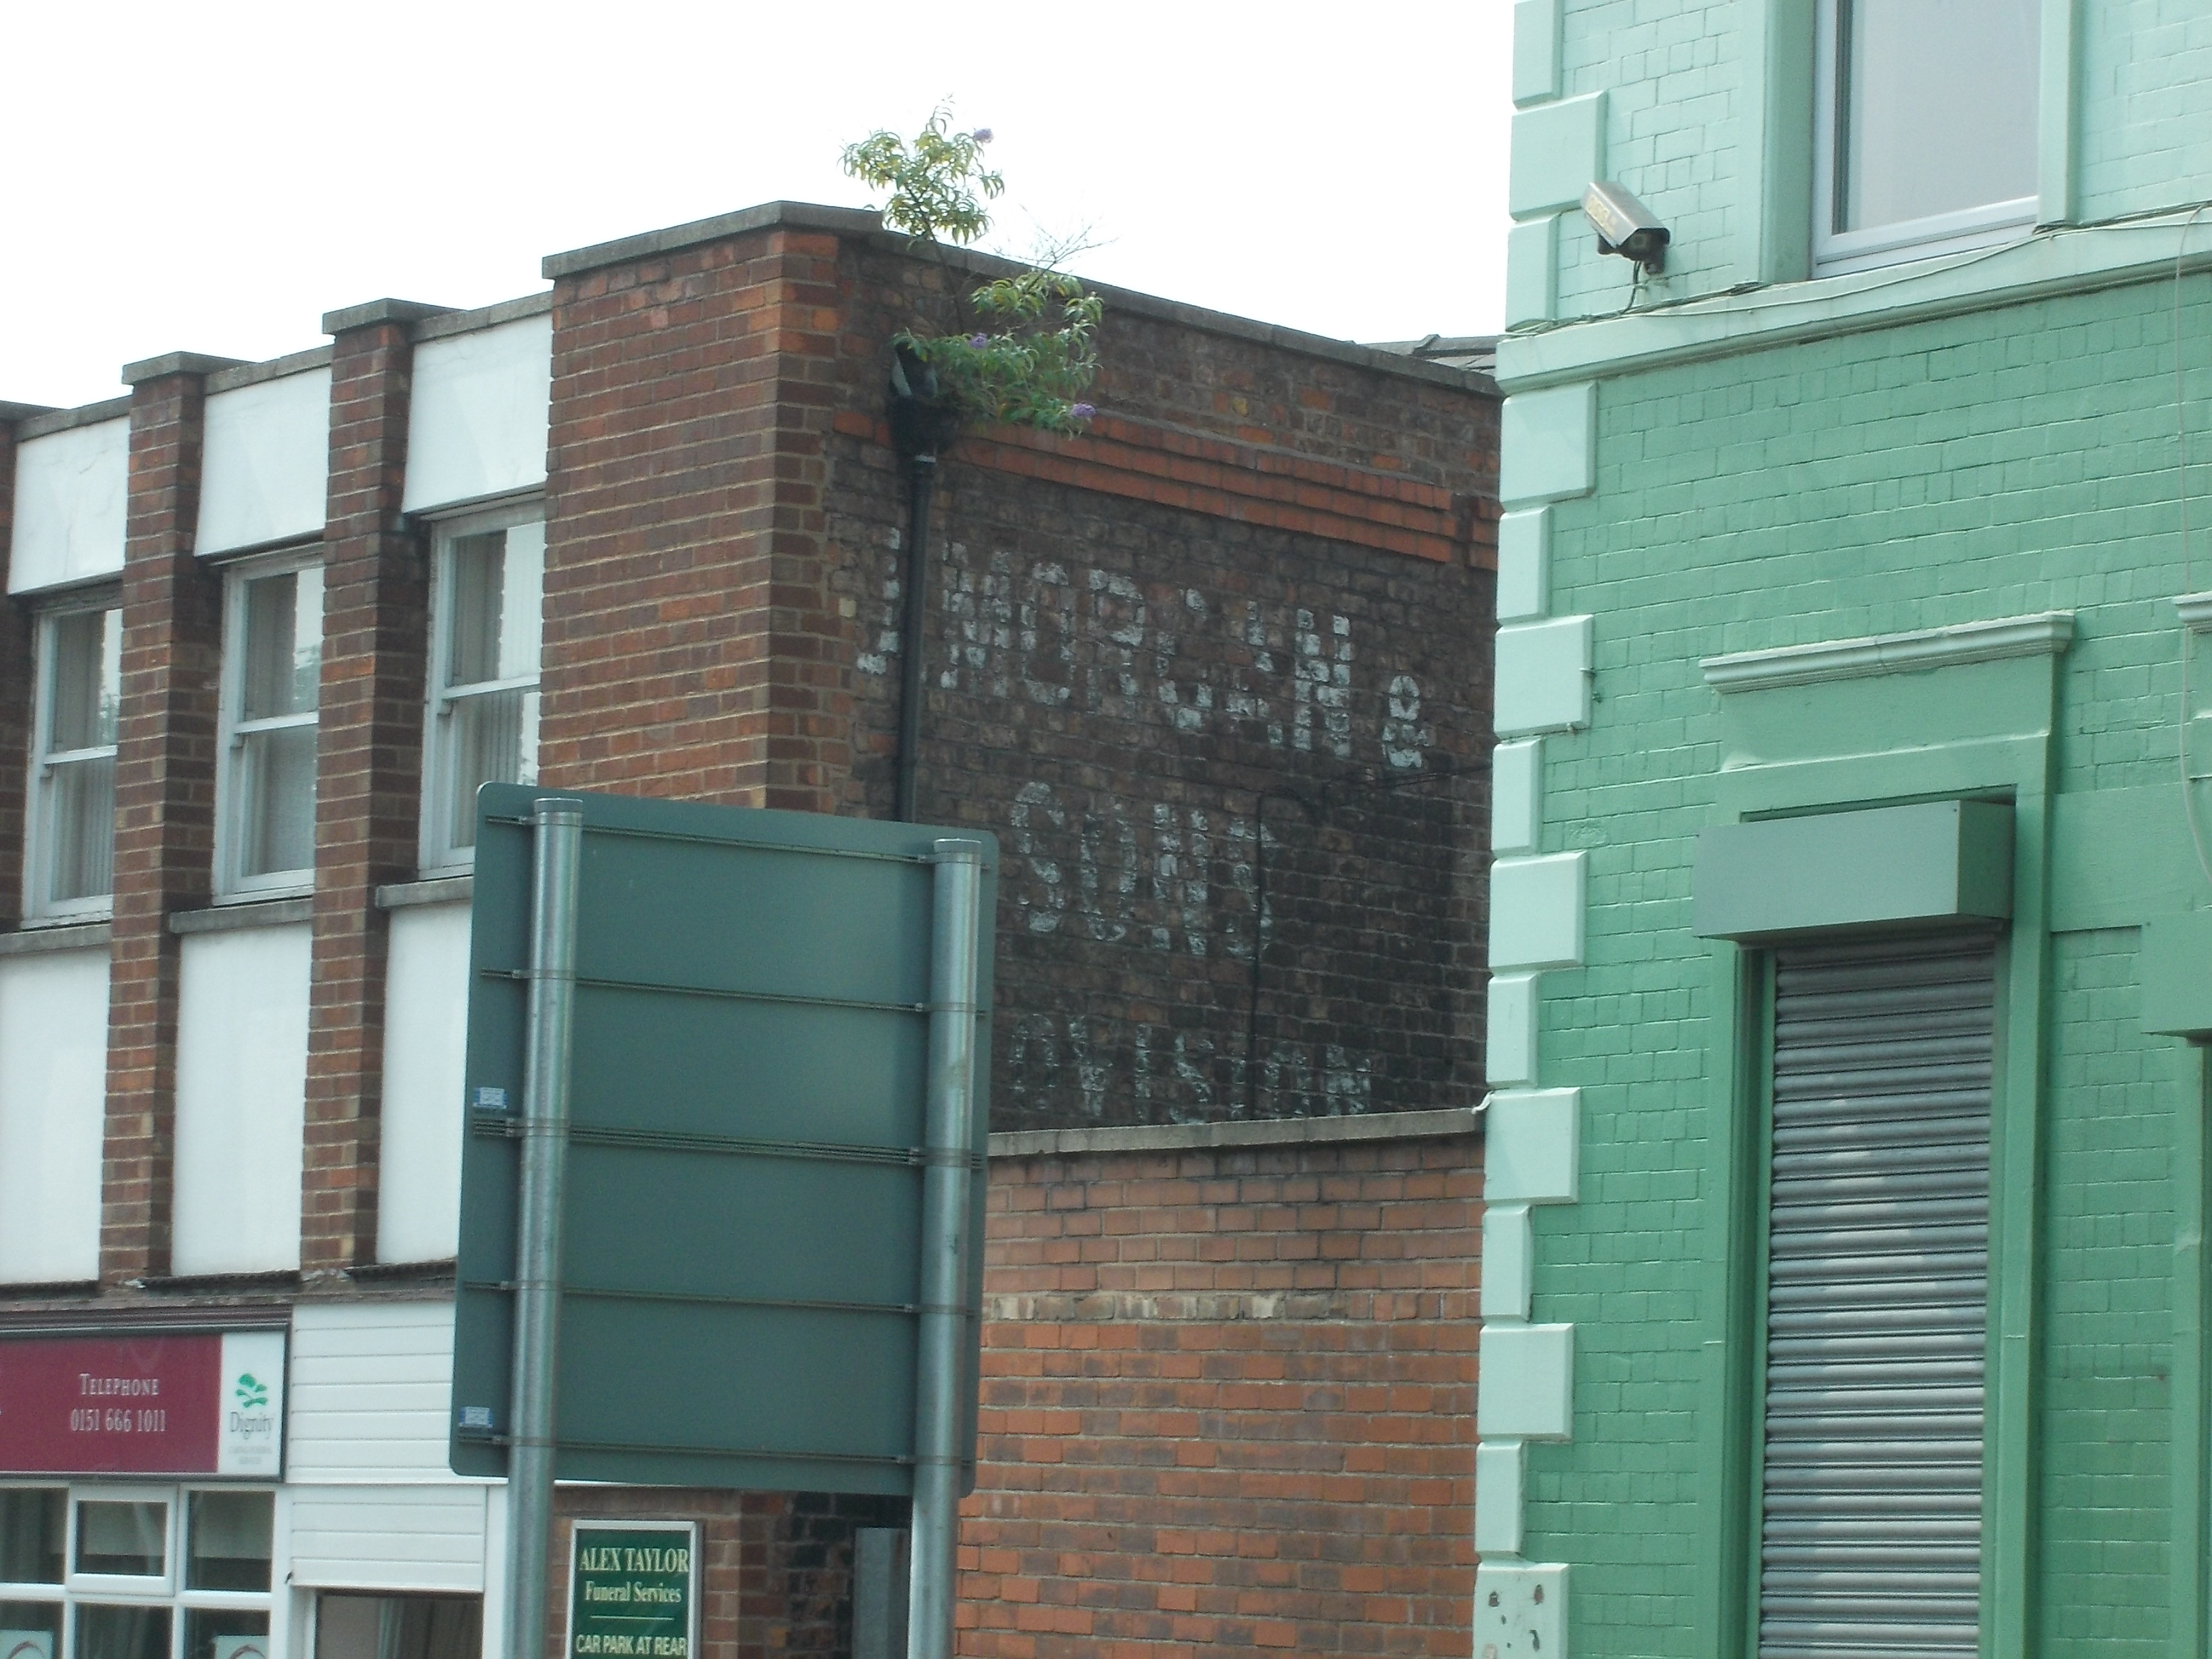 J MORGAN &
SONS
TELEPHONE
0151 666 1011
Dignity
ALEX TAYLOR
Funeral Services
CAR PARK AT REAR